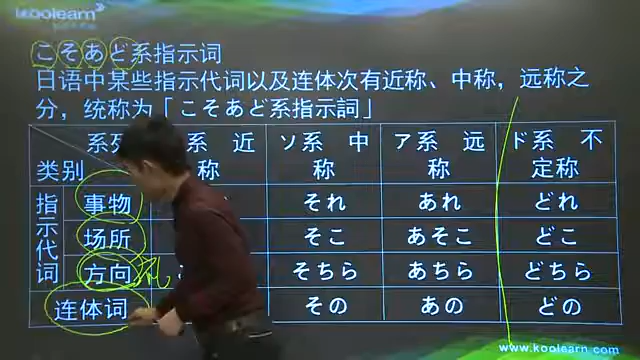 koolearn
こそあど系指示词
日语中某些指示代词以及连体次有近称、中称，远称之
分，统称为「こそあど系指示詞」
系列 系 近称 ソ系 中称 ア系 远称 ド系 不定称
类别
指示代词
事物 それ あれ どれ
场所 そこ あそこ どこ
方向 そちら あちら どちら
连体词 その あの どの
www.koolearn.com